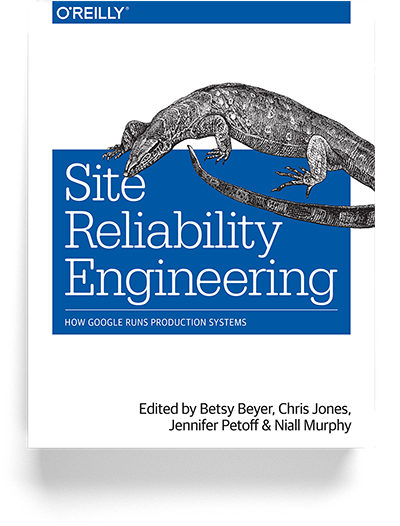 O'REILLY®
Site
Reliability
Engineering
HOW GOOGLE RUNS PRODUCTION SYSTEMS
Edited by Betsy Beyer, Chris Jones,
Jennifer Petoff & Niall Murphy